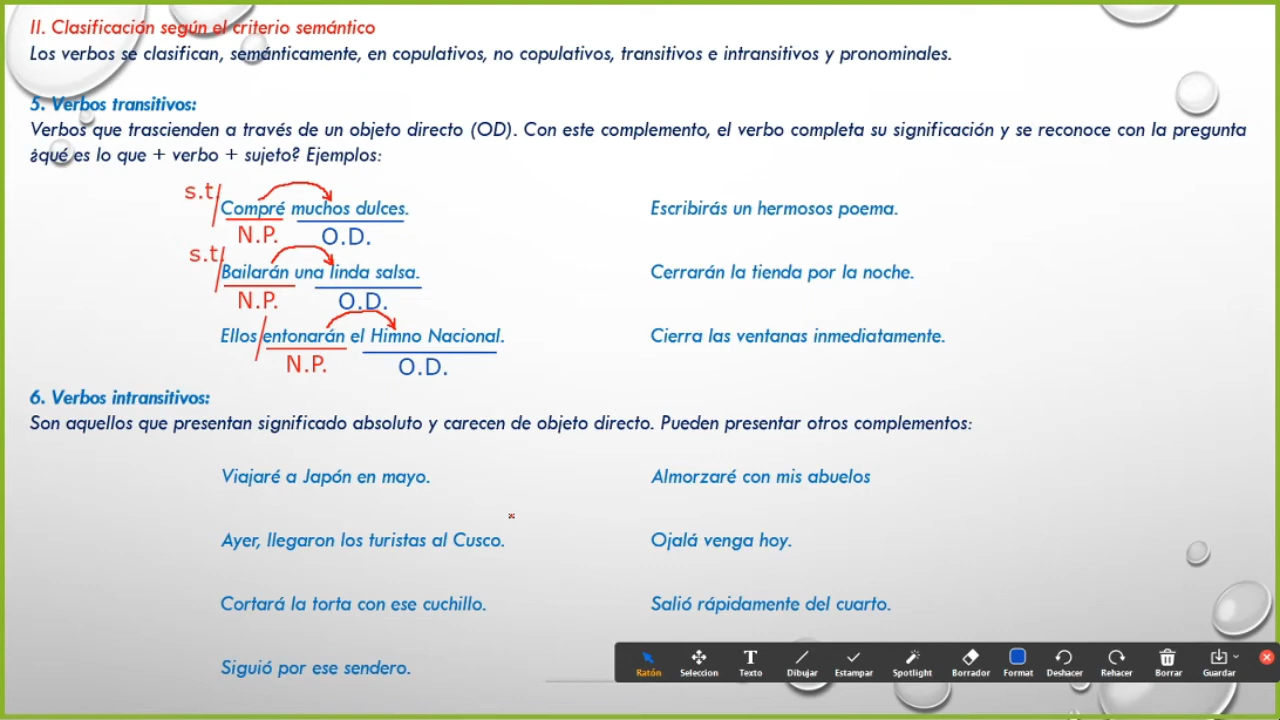 II. Clasificación según el criterio semántico
Los verbos se clasifican, semánticamente, en copulativos, no copulativos, transitivos e intransitivos y pronominales.
5. Verbos transitivos:
Verbos que trascienden a través de un objeto directo (OD). Con este complemento, el verbo completa su significación y se reconoce con la pregunta
¿qué es lo que + verbo + sujeto? Ejemplos:
s.t. Compré muchos dulces. Escribirás un hermosos poema.
N.P. O.D.
s.t. Bailarán una linda salsa. Cerrarán la tienda por la noche.
N.P. O.D.
Ellos entonarán el Himno Nacional. Cierra las ventanas inmediatamente.
N.P. O.D.
6. Verbos intransitivos:
Son aquellos que presentan significado absoluto y carecen de objeto directo. Pueden presentar otros complementos:
Viajaré a Japón en mayo. Almorzaré con mis abuelos
Ayer, llegaron los turistas al Cusco. Ojalá venga hoy.
Cortará la torta con ese cuchillo. Salió rápidamente del cuarto.
Siguió por ese sendero.
Ratón Seleccion Texto Dibujar Estampar Spotlight Borrador Format Deshacer Rehacer Borrar Guardar